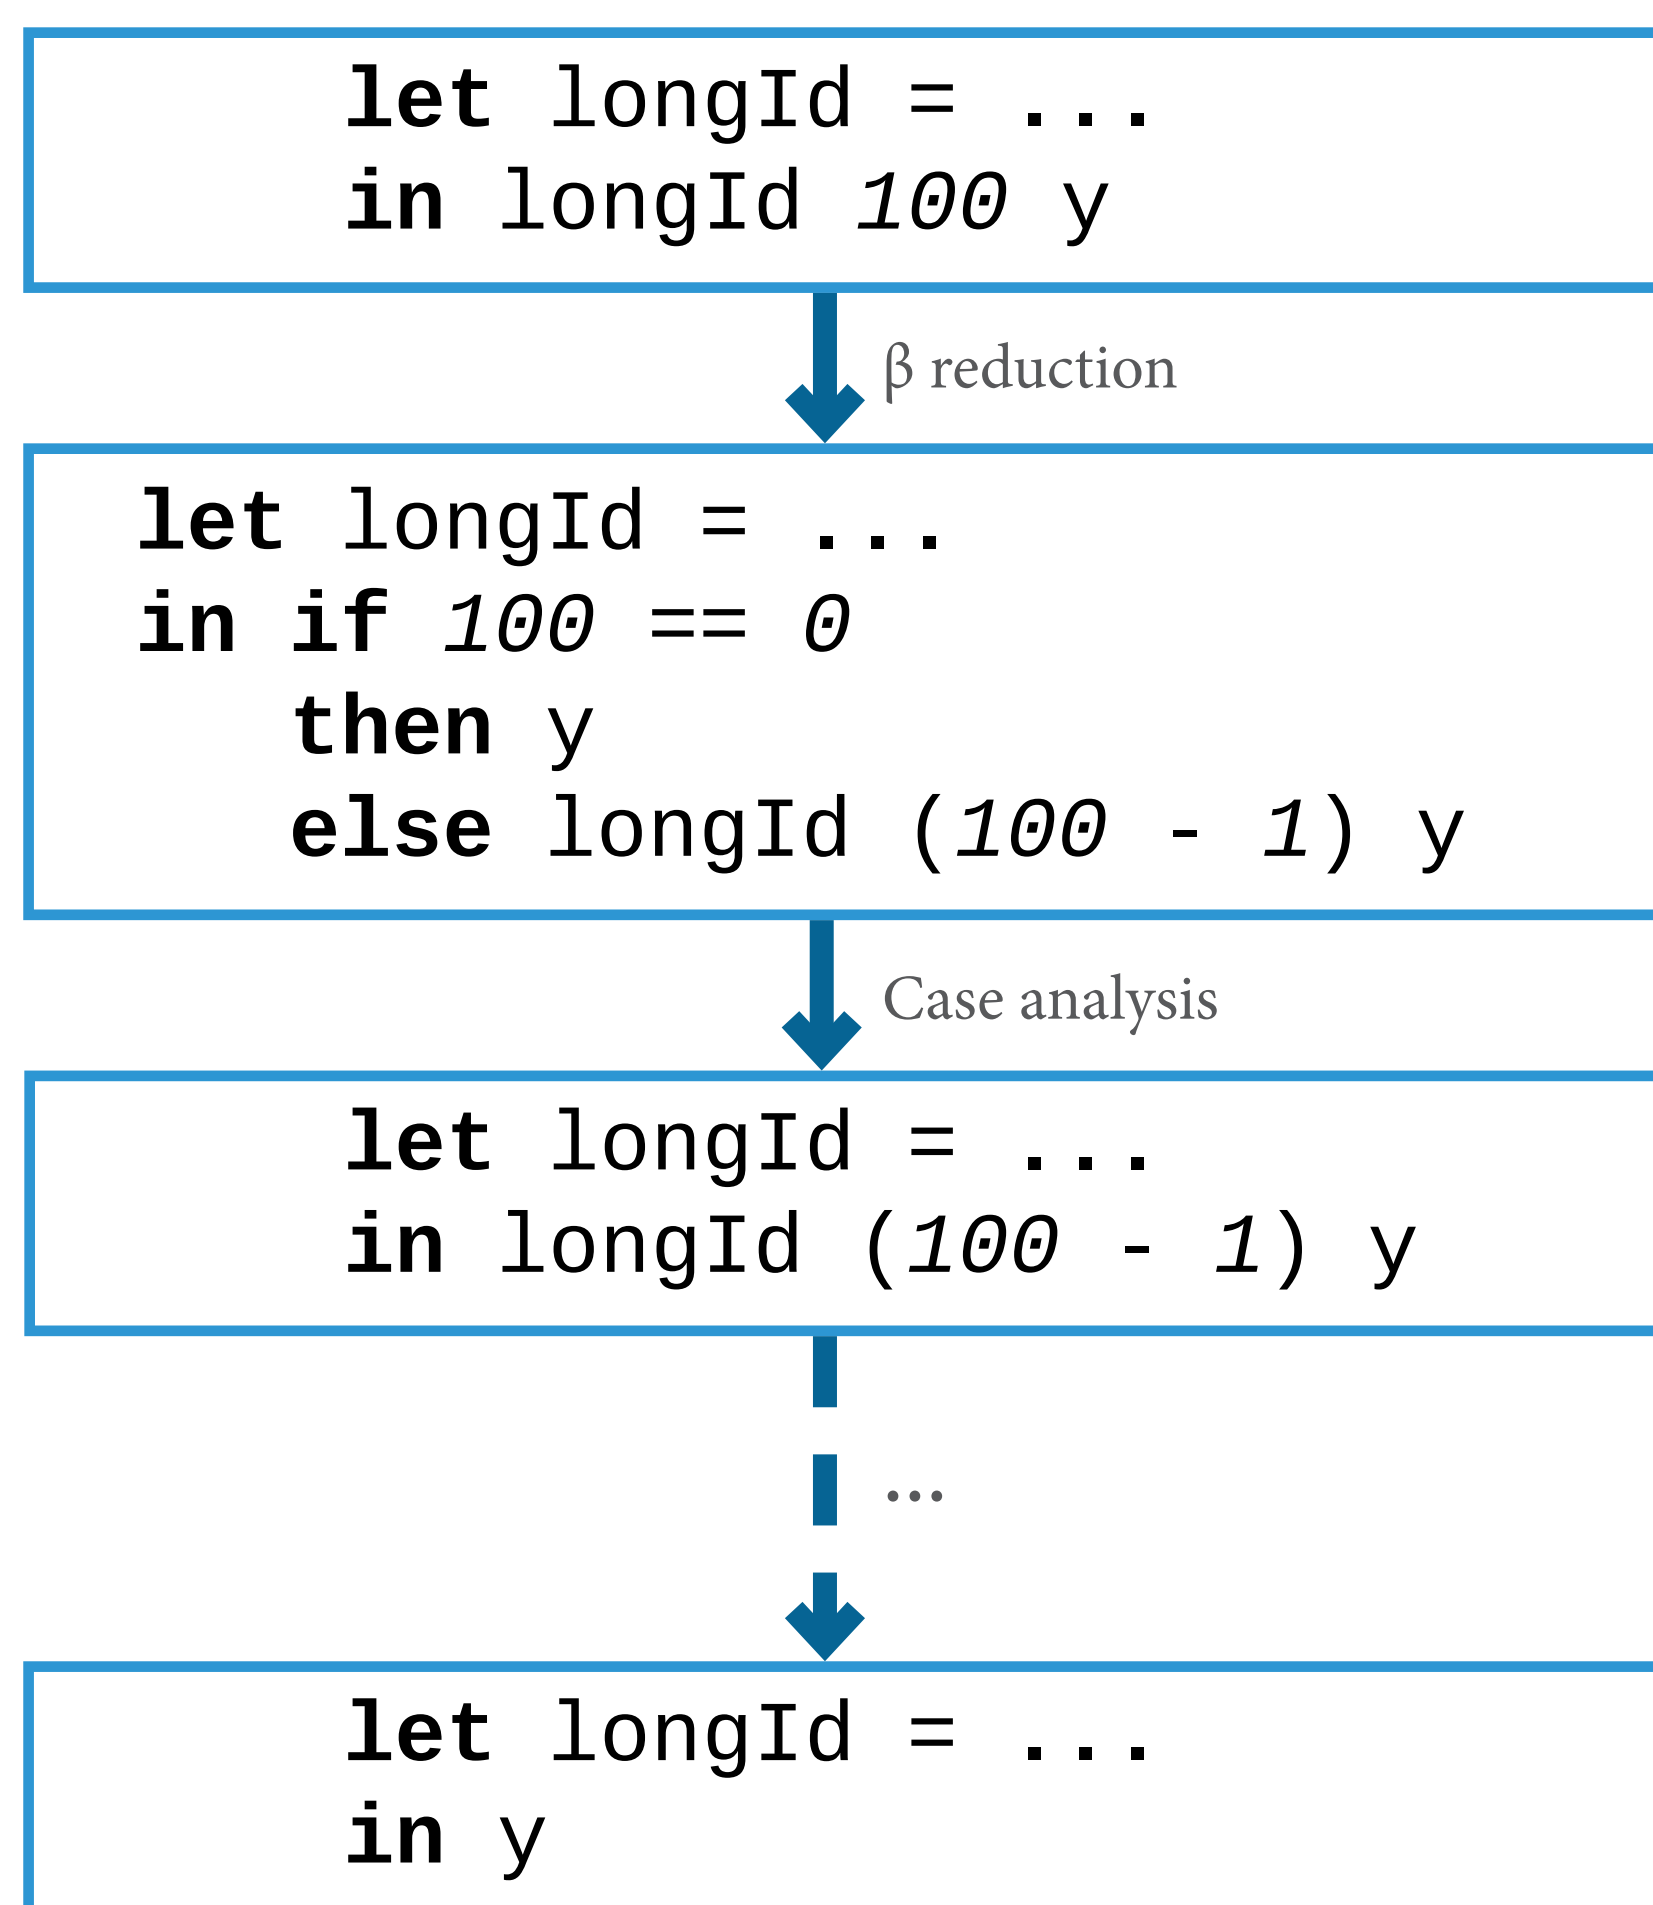 let longId = ...
in longId 100 y
β reduction
let longId = ...
in if 100 == 0
then y
else longId (100 - 1) y
Case analysis
let longId = ...
in longId (100 - 1) y
...
let longId = ...
in y